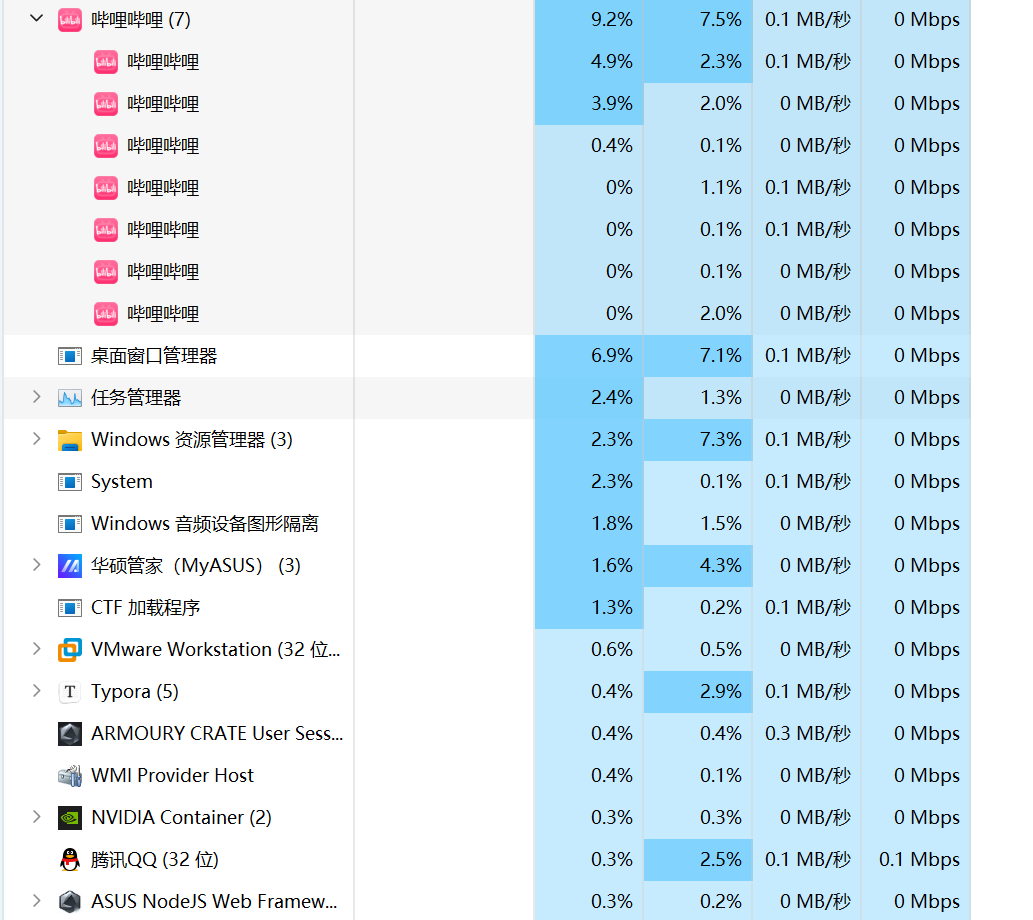 哔哩哔哩 (7) 9.2% 7.5% 0.1 MB/秒 0 Mbps
哔哩哔哩 4.9% 2.3% 0.1 MB/秒 0 Mbps
哔哩哔哩 3.9% 2.0% 0 MB/秒 0 Mbps
哔哩哔哩 0.4% 0.1% 0 MB/秒 0 Mbps
哔哩哔哩 0% 1.1% 0.1 MB/秒 0 Mbps
哔哩哔哩 0% 0.1% 0.1 MB/秒 0 Mbps
哔哩哔哩 0% 0.1% 0 MB/秒 0 Mbps
哔哩哔哩 0% 2.0% 0 MB/秒 0 Mbps
桌面窗口管理器 6.9% 7.1% 0.1 MB/秒 0 Mbps
任务管理器 2.4% 1.3% 0 MB/秒 0 Mbps
Windows 资源管理器 (3) 2.3% 7.3% 0.1 MB/秒 0 Mbps
System 2.3% 0.1% 0.1 MB/秒 0 Mbps
Windows 音频设备图形隔离 1.8% 1.5% 0 MB/秒 0 Mbps
华硕管家（MyASUS） (3) 1.6% 4.3% 0 MB/秒 0 Mbps
CTF 加载程序 1.3% 0.2% 0.1 MB/秒 0 Mbps
VMware Workstation (32 位... 0.6% 0.5% 0 MB/秒 0 Mbps
Typora (5) 0.4% 2.9% 0.1 MB/秒 0 Mbps
ARMOURY CRATE User Sess... 0.4% 0.4% 0.3 MB/秒 0 Mbps
WMI Provider Host 0.4% 0.1% 0 MB/秒 0 Mbps
NVIDIA Container (2) 0.3% 0.3% 0 MB/秒 0 Mbps
腾讯QQ (32 位) 0.3% 2.5% 0.1 MB/秒 0.1 Mbps
ASUS NodeJS Web Framew... 0.3% 0.2% 0 MB/秒 0 Mbps